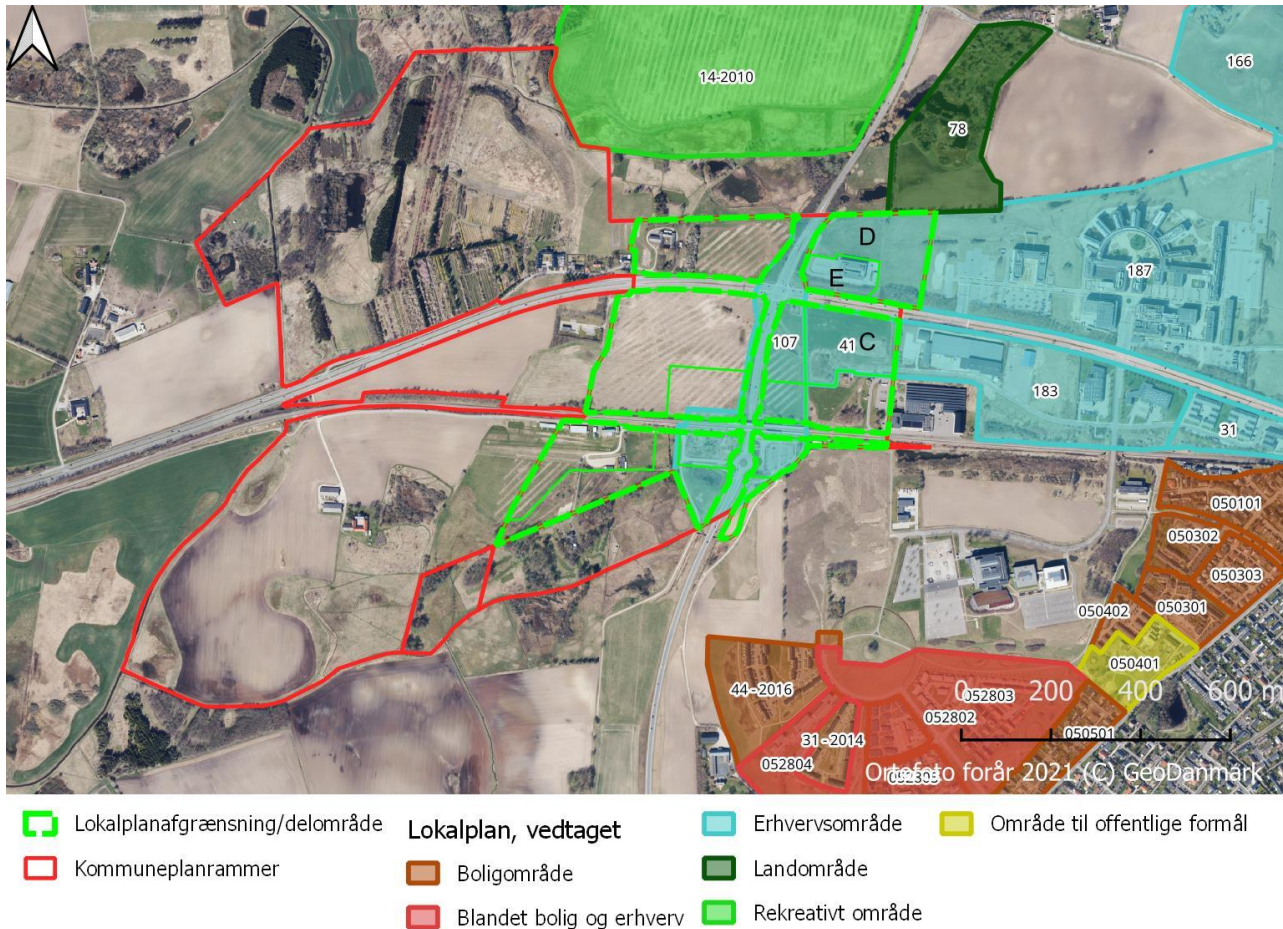 14-2010
166
78
D
187
E
107
41
C
183
31
050101
050302
050303
050402
050301
050401
44 - 2016
0
200
400
600 m
052803
052802
31 - 2014
050501
052804
Ortofoto forår 2021 (C) GeoDanmark
Lokalplanafgrænsning/delområde
Kommuneplanrammer
Lokalplan, vedtaget
Boligområde
Blandet bolig og erhverv
Erhvervsområde
Landområde
Rekreativt område
Område til offentlige formål